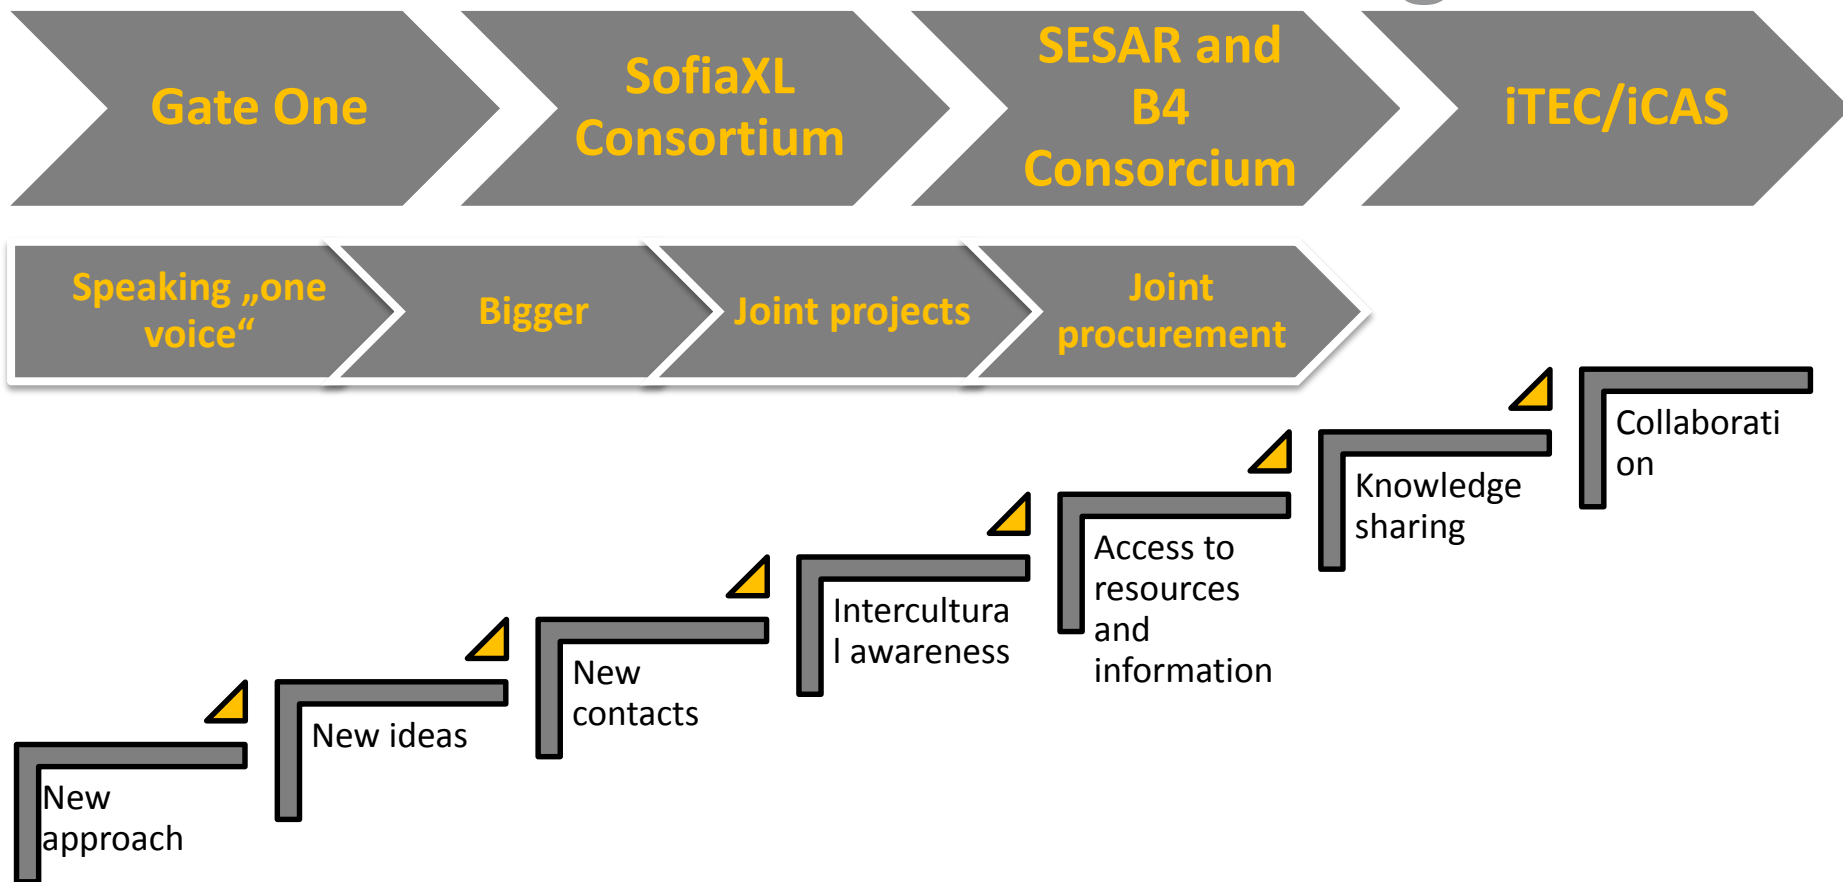 Gate One
SofiaXL
Consortium
SESAR and
B4
Consorcium
iTEC/iCAS
Speaking „one
voice“
Bigger
Joint projects
Joint
procurement
Collaborati
on
Knowledge
sharing
Access to
resources
and
information
Intercultura
l awareness
New
contacts
New ideas
New
approach